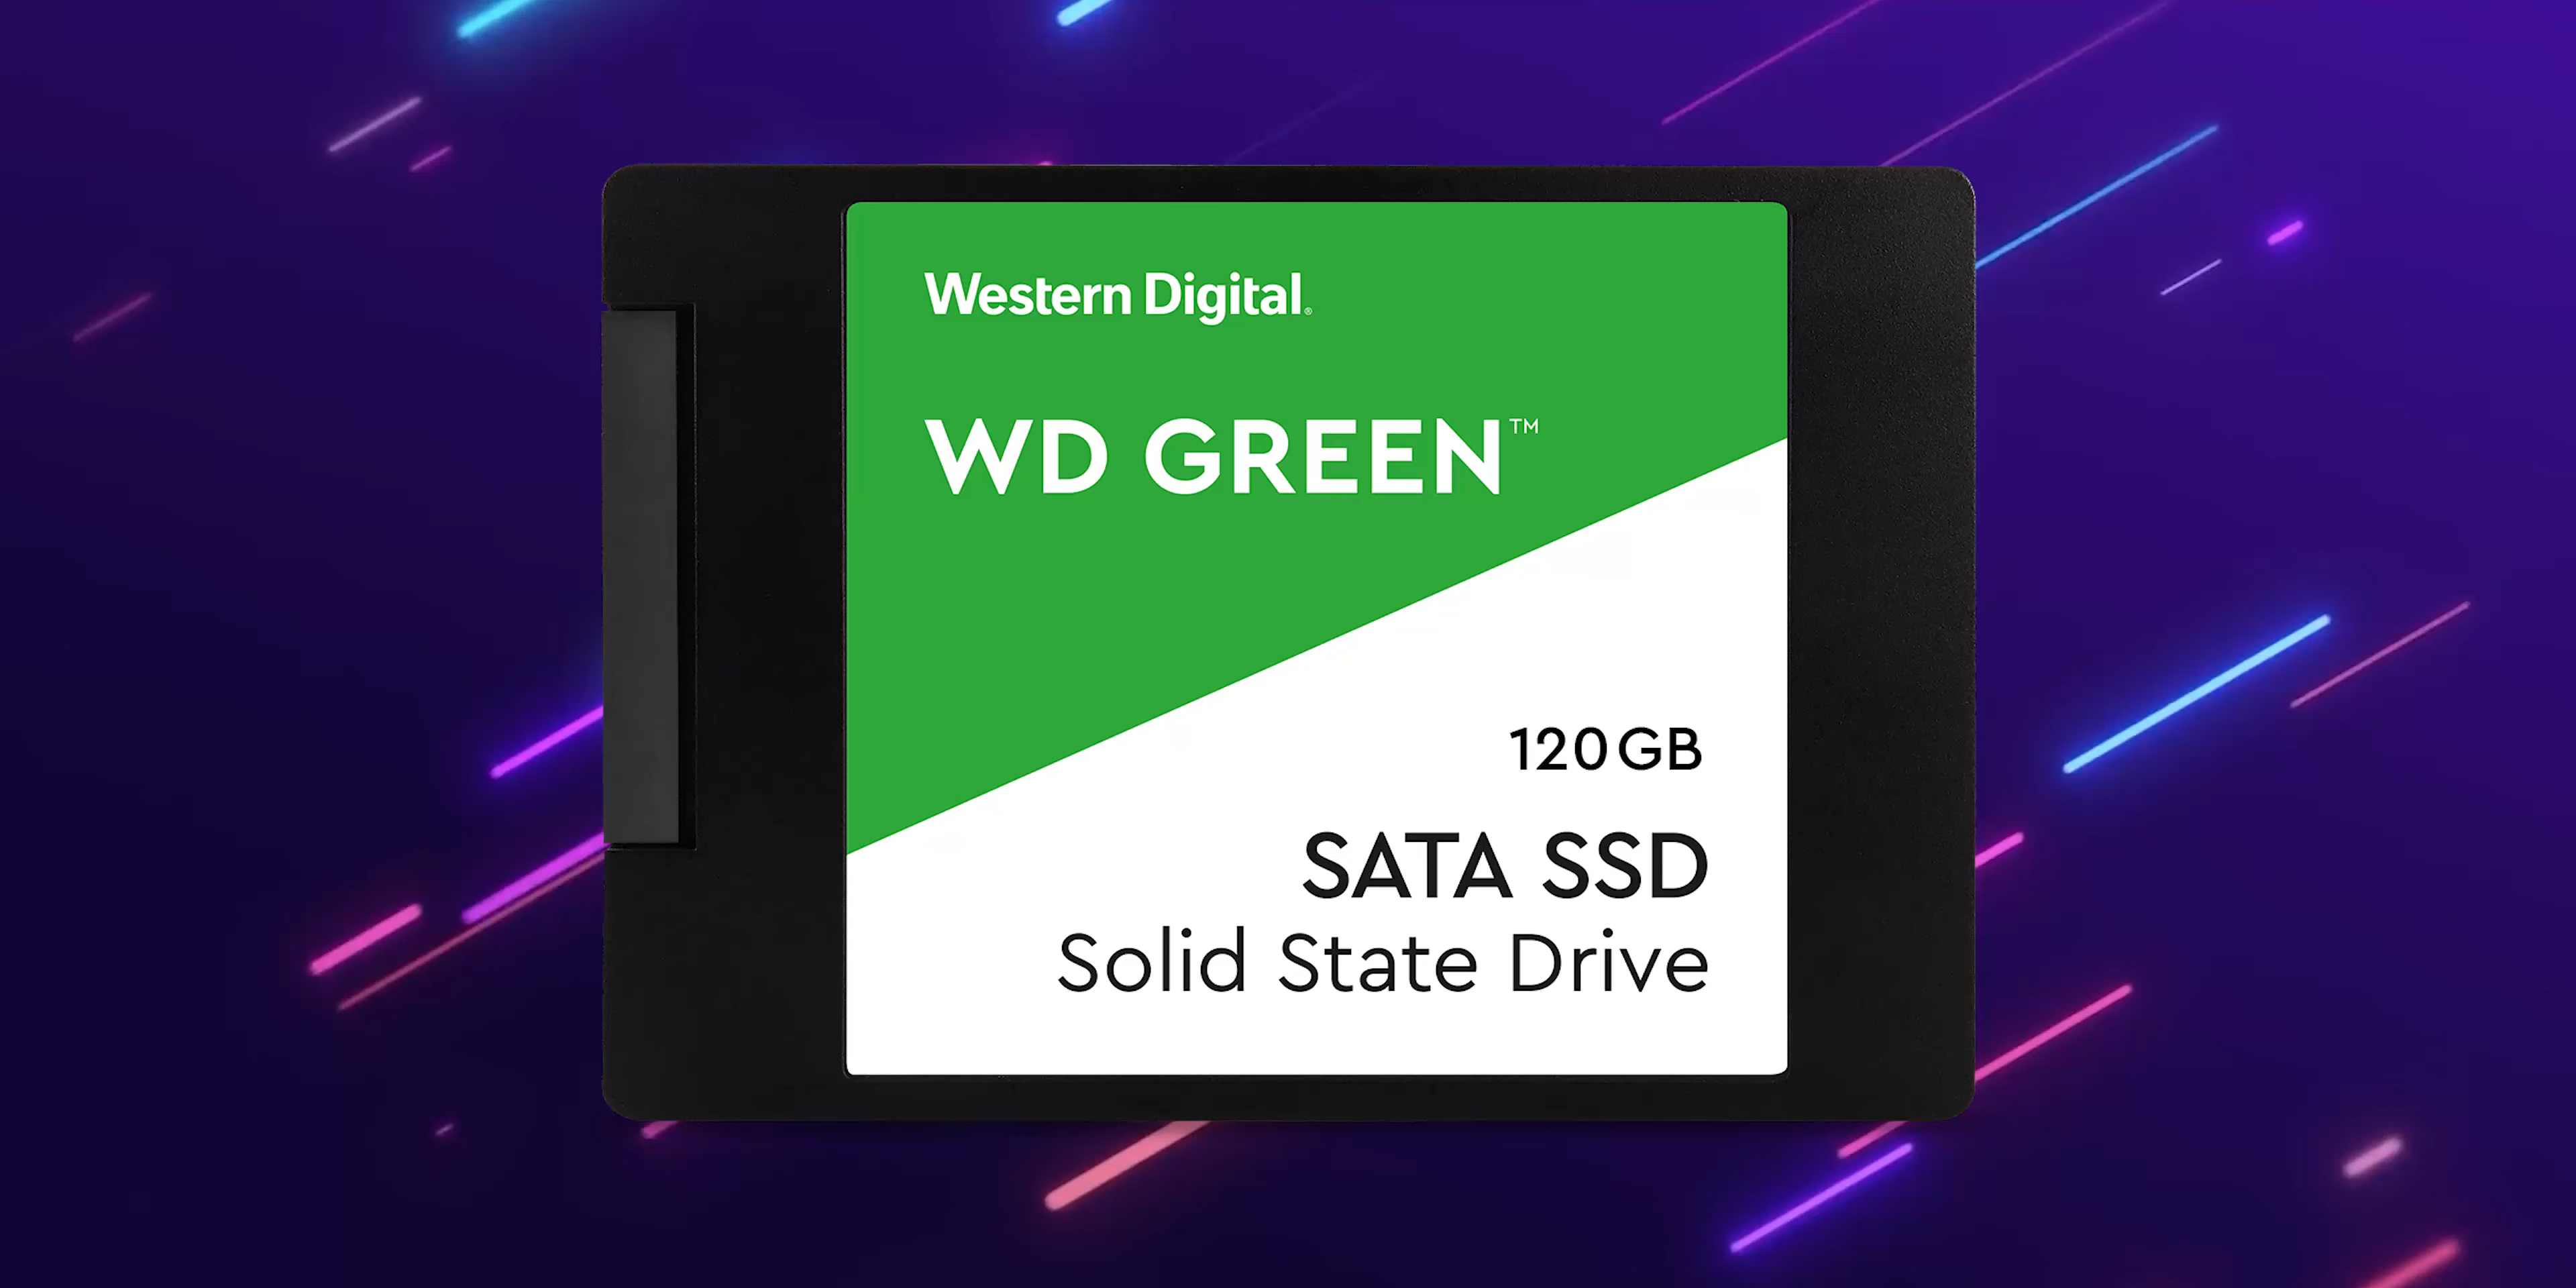 Western Digital®
WD GREEN™
120GB
SATA SSD
Solid State Drive